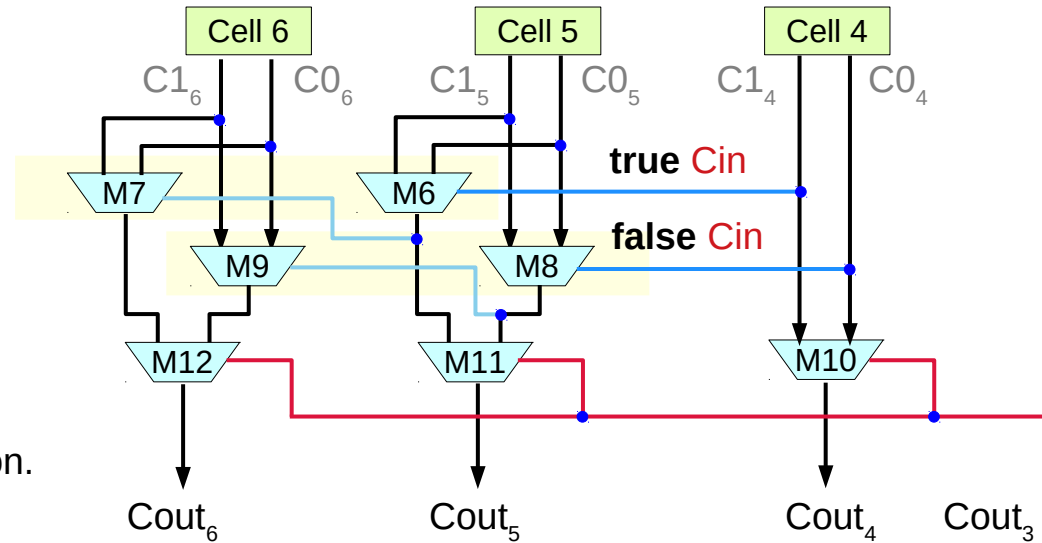 Cell 6 Cell 5 Cell 4
C1₆ C0₆ C1₅ C0₅ C1₄ C0₄
true Cin
M7 M6
false Cin
M9 M8
M12 M11 M10
on.
Cout₆ Cout₅ Cout₄ Cout₃